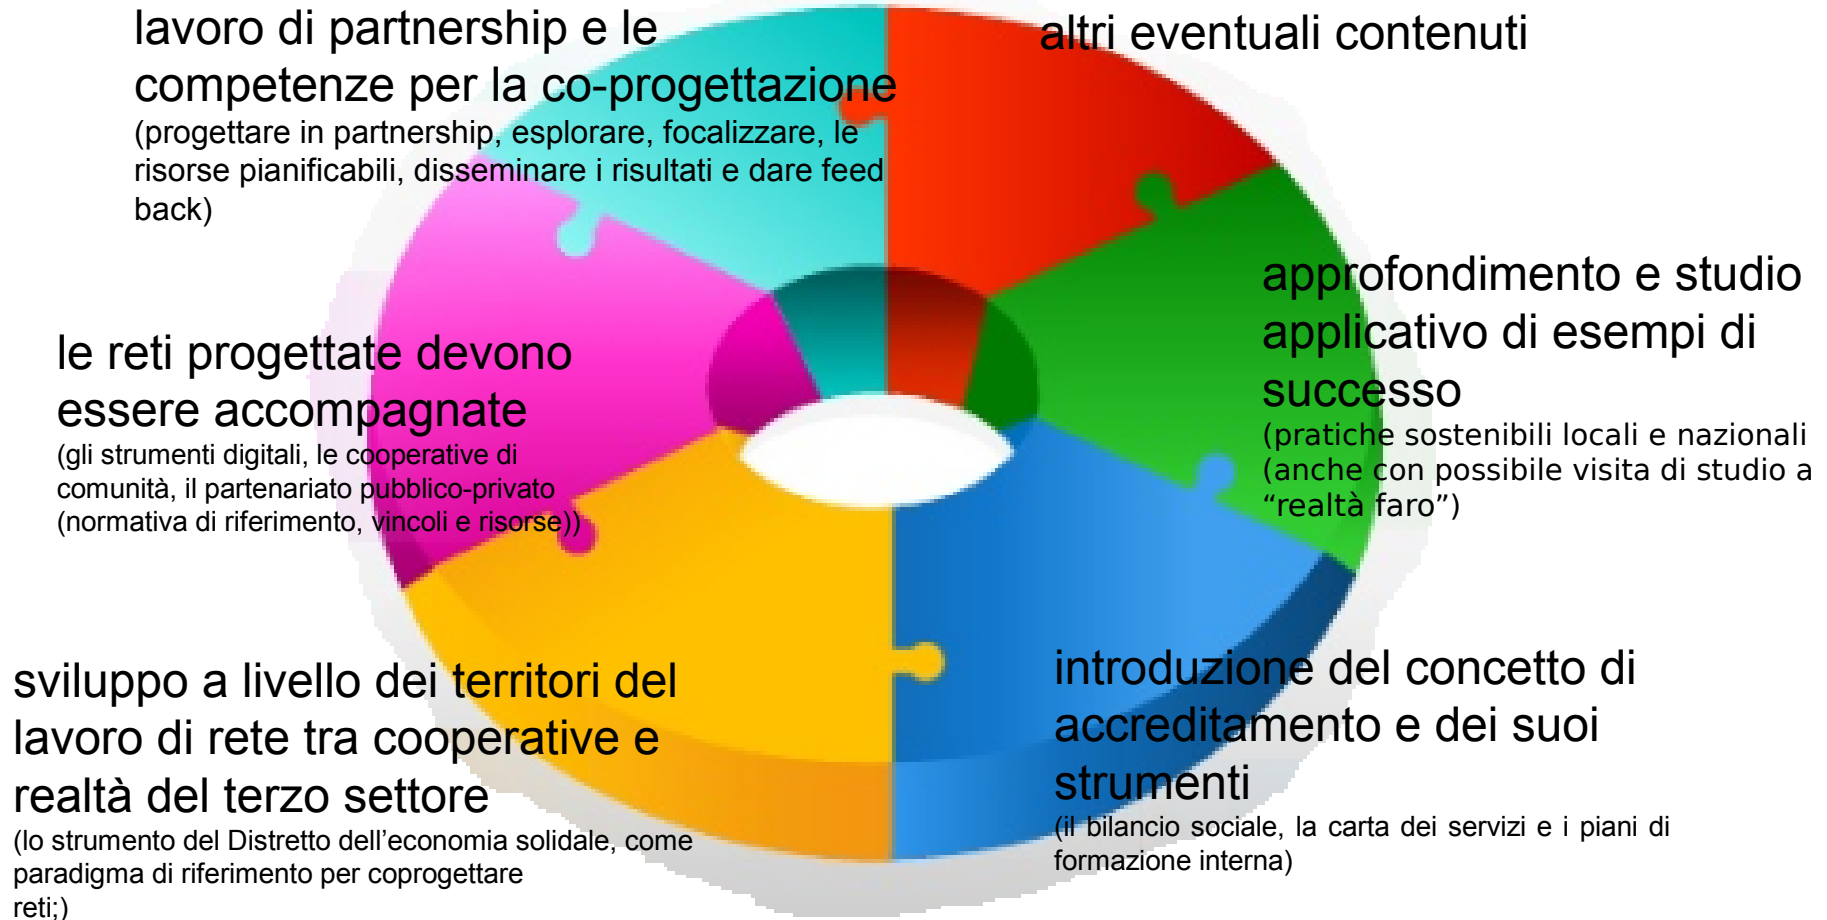 lavoro di partnership e le
competenze per la co-progettazione
(progettare in partnership, esplorare, focalizzare, le
risorse pianificabili, disseminare i risultati e dare feed
back)
altri eventuali contenuti
le reti progettate devono
essere accompagnate
(gli strumenti digitali, le cooperative di
comunità, il partenariato pubblico-privato
(normativa di riferimento, vincoli e risorse))
approfondimento e studio
applicativo di esempi di
successo
(pratiche sostenibili locali e nazionali
(anche con possibile visita di studio a
“realtà faro”)
sviluppo a livello dei territori del
lavoro di rete tra cooperative e
realtà del terzo settore
(lo strumento del Distretto dell’economia solidale, come
paradigma di riferimento per coprogettare
reti;)
introduzione del concetto di
accreditamento e dei suoi
strumenti
(il bilancio sociale, la carta dei servizi e i piani di
formazione interna)